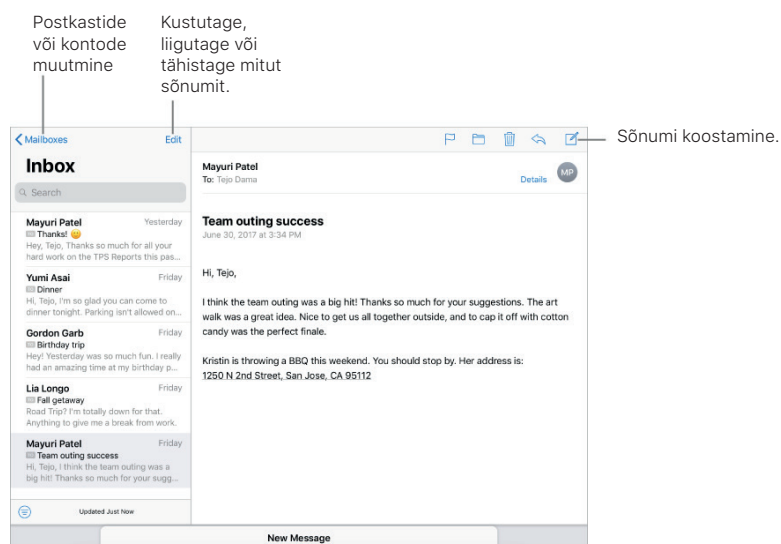 Postkastide
või kontode
muutmine
Kustutage,
liigutage või
tähistage mitut
sõnumit.
Sõnumi koostamine.
Mailboxes
Edit
Inbox
Search
Mayuri Patel Yesterday
Thanks! 😀
Hey, Tejo, Thanks so much for all your
hard work on the TPS Reports this pas...
Yumi Asai Friday
Dinner
Hi, Tejo, I'm so glad you can come to
dinner tonight. Parking isn't allowed on...
Gordon Garb Friday
Birthday trip
Hey! Yesterday was so much fun. I really
had an amazing time at my birthday p...
Lia Longo Friday
Fall getaway
Road Trip? I'm totally down for that.
Anything to give me a break from work.
Mayuri Patel Friday
Team outing success
Hi, Tejo, I think the team outing was a
big hit! Thanks so much for your sugg...
Updated Just Now
Mayuri Patel
To: Tejo Dama
Details
MP
Team outing success
June 30, 2017 at 3:34 PM
Hi, Tejo,
I think the team outing was a big hit! Thanks so much for your suggestions. The art
walk was a great idea. Nice to get us all together outside, and to cap it off with cotton
candy was the perfect finale.
Kristin is throwing a BBQ this weekend. You should stop by. Her address is:
1250 N 2nd Street, San Jose, CA 95112
New Message